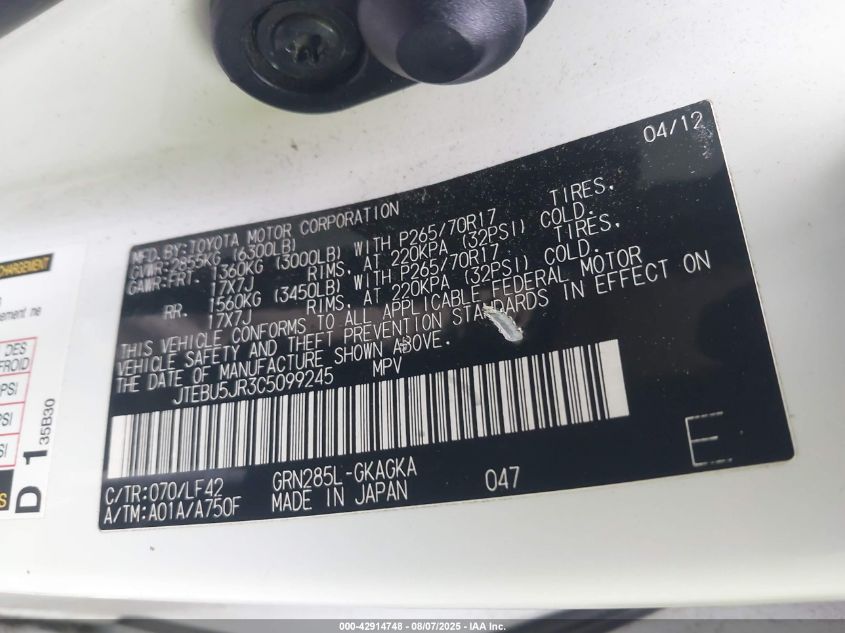 04/12
MFD.BY:TOYOTA MOTOR CORPORATION
GVWR:2855KG (6300LB)
GAWR:FRT. 1360KG (3000LB) WITH P265/70R17 TIRES,
17X7J RIMS, AT 220KPA (32PSI) COLD.
RR. 1560KG (3450LB) WITH P265/70R17 TIRES,
17X7J RIMS, AT 220KPA (32PSI) COLD.
THIS VEHICLE CONFORMS TO ALL APPLICABLE FEDERAL MOTOR
VEHICLE SAFETY AND THEFT PREVENTION STANDARDS IN EFFECT ON
THE DATE OF MANUFACTURE SHOWN ABOVE.
JTEBU5JR3C5099245 MPV
C/TR:070/LF42 GRN285L-GKAGKA 047 E
A/TM:A01A/A750F MADE IN JAPAN
CHARGEMENT
DES
FROID
PSI
D 1 35B30
000-42914748 - 08/07/2025 - IAA Inc.